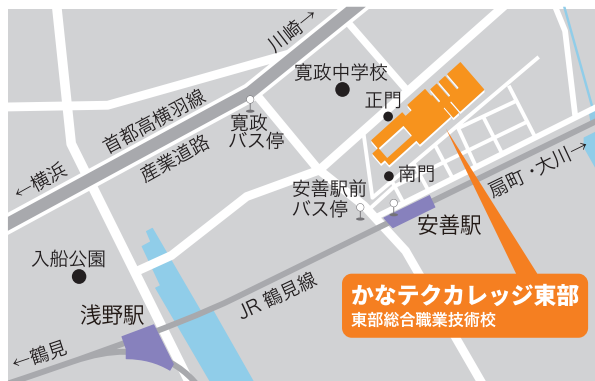 川崎→
寛政中学校
正門
首都高横羽線
寛政
バス停
産業道路
←横浜
南門
扇町・大川→
安善駅前
バス停
安善駅
入船公園
JR鶴見線
かなテクカレッジ東部
東部総合職業技術校
浅野駅
←鶴見